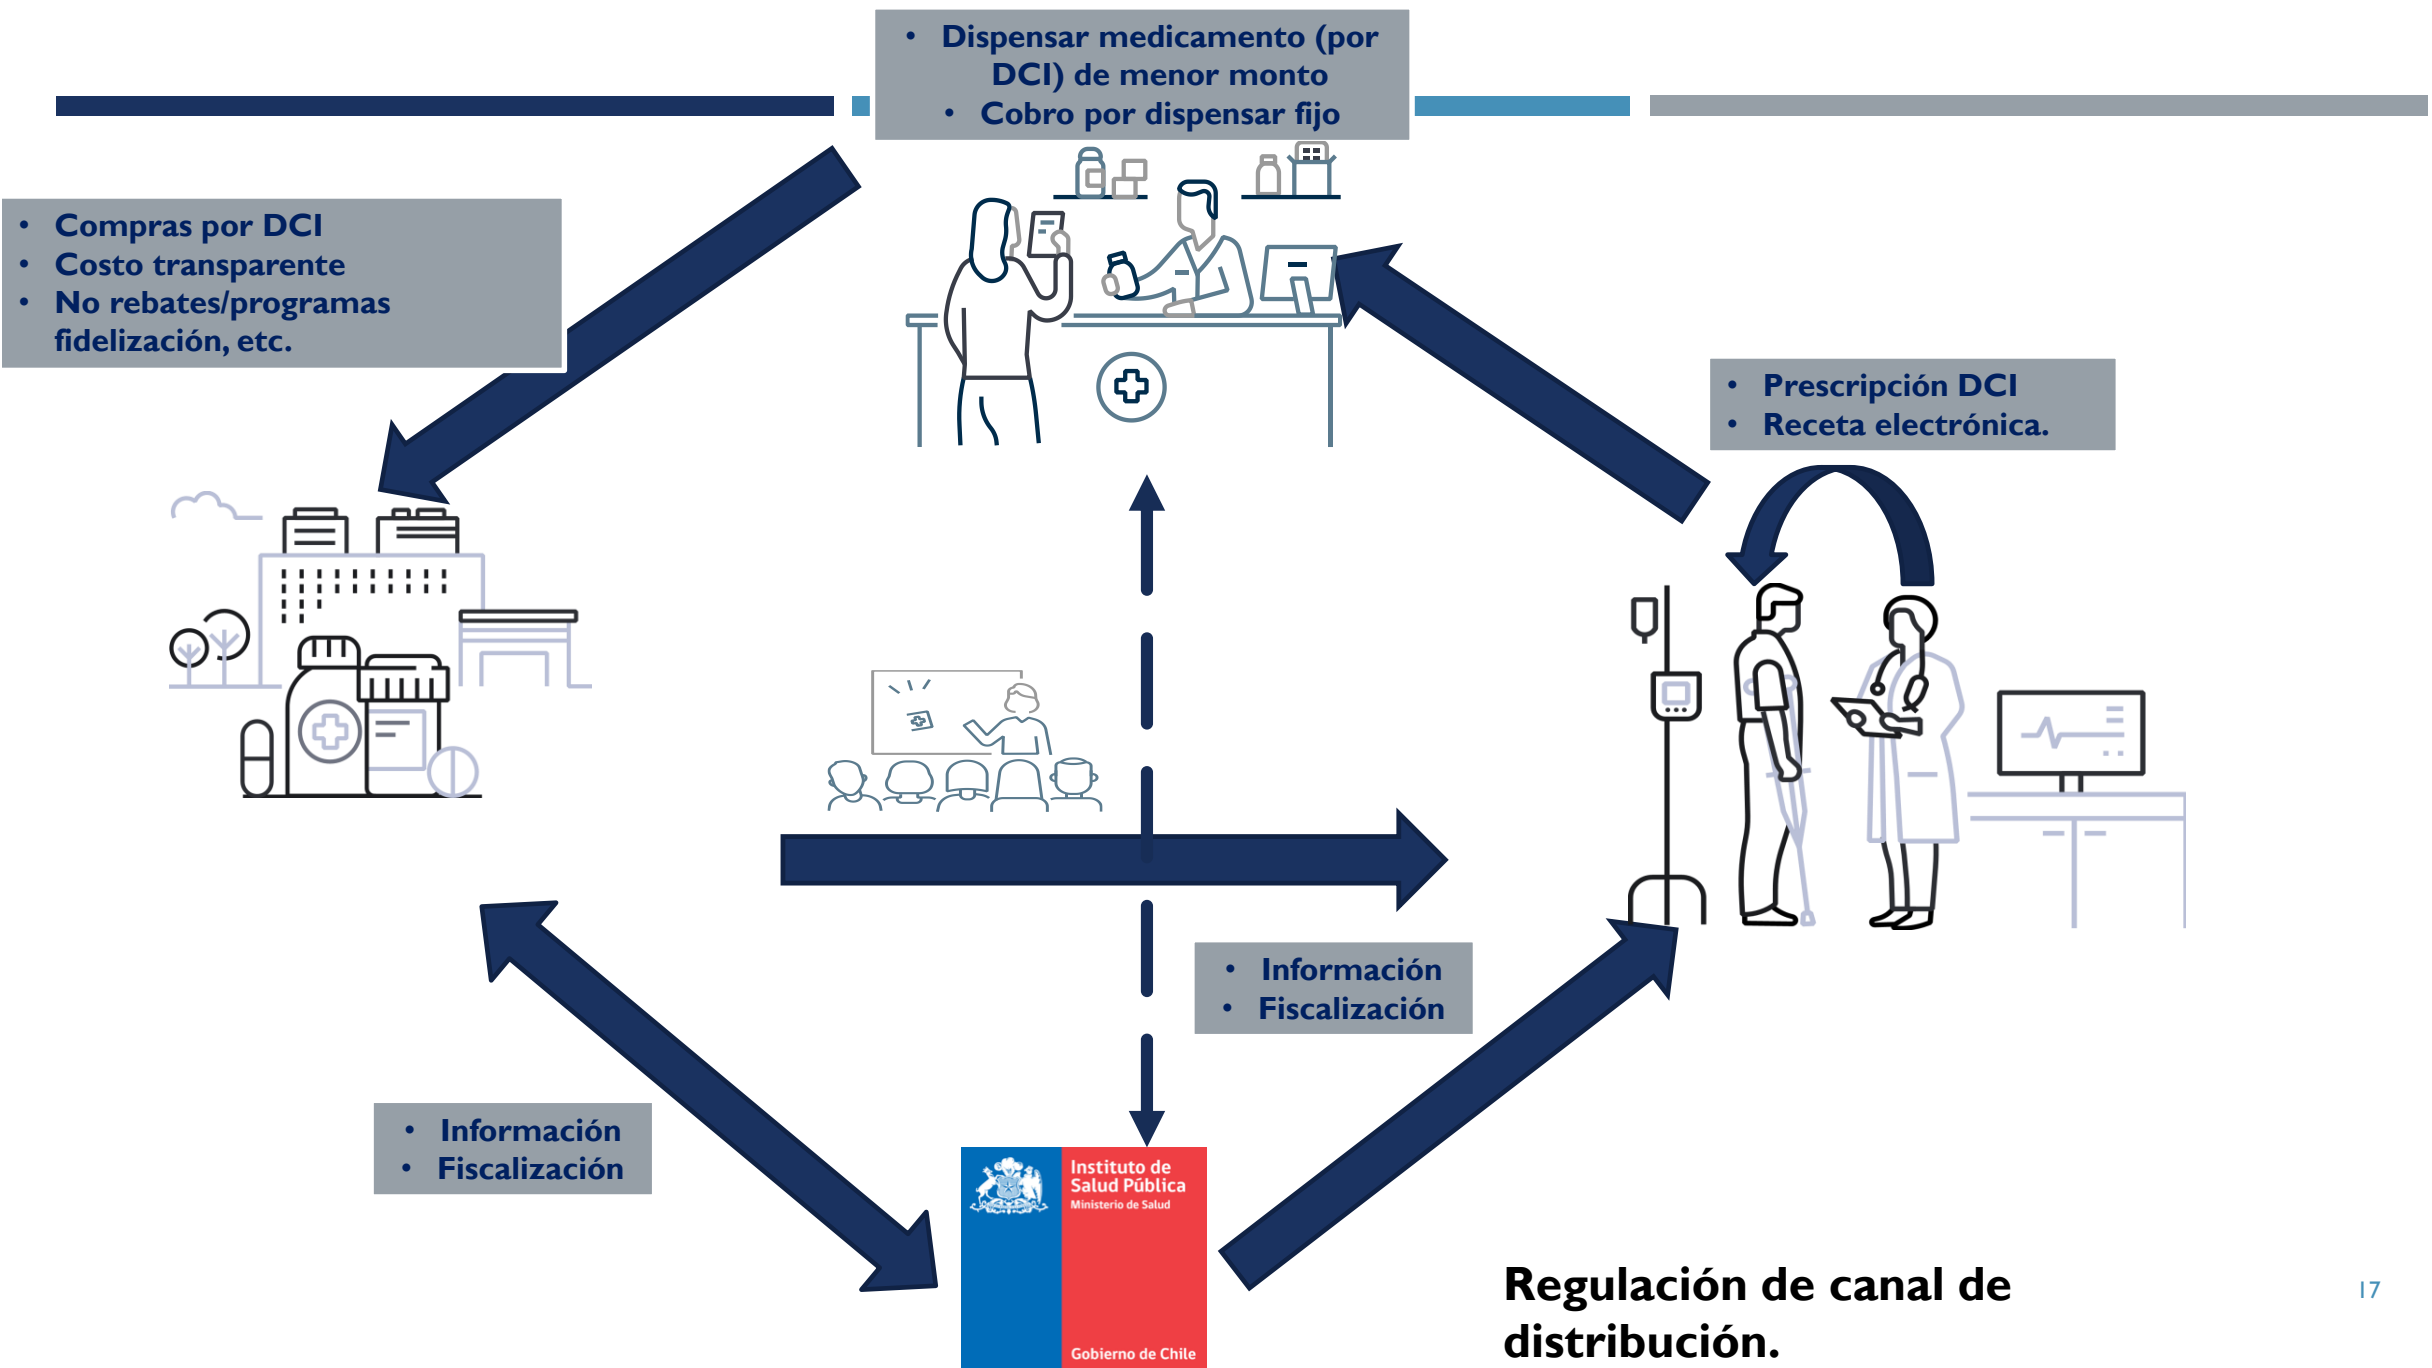 • Dispensar medicamento (por
DCI) de menor monto
• Cobro por dispensar fijo
• Compras por DCI
• Costo transparente
• No rebates/programas
fidelización, etc.
• Prescripción DCI
• Receta electrónica.
• Información
• Fiscalización
• Información
• Fiscalización
Instituto de
Salud Pública
Ministerio de Salud
Gobierno de Chile
Regulación de canal de
distribución.
17